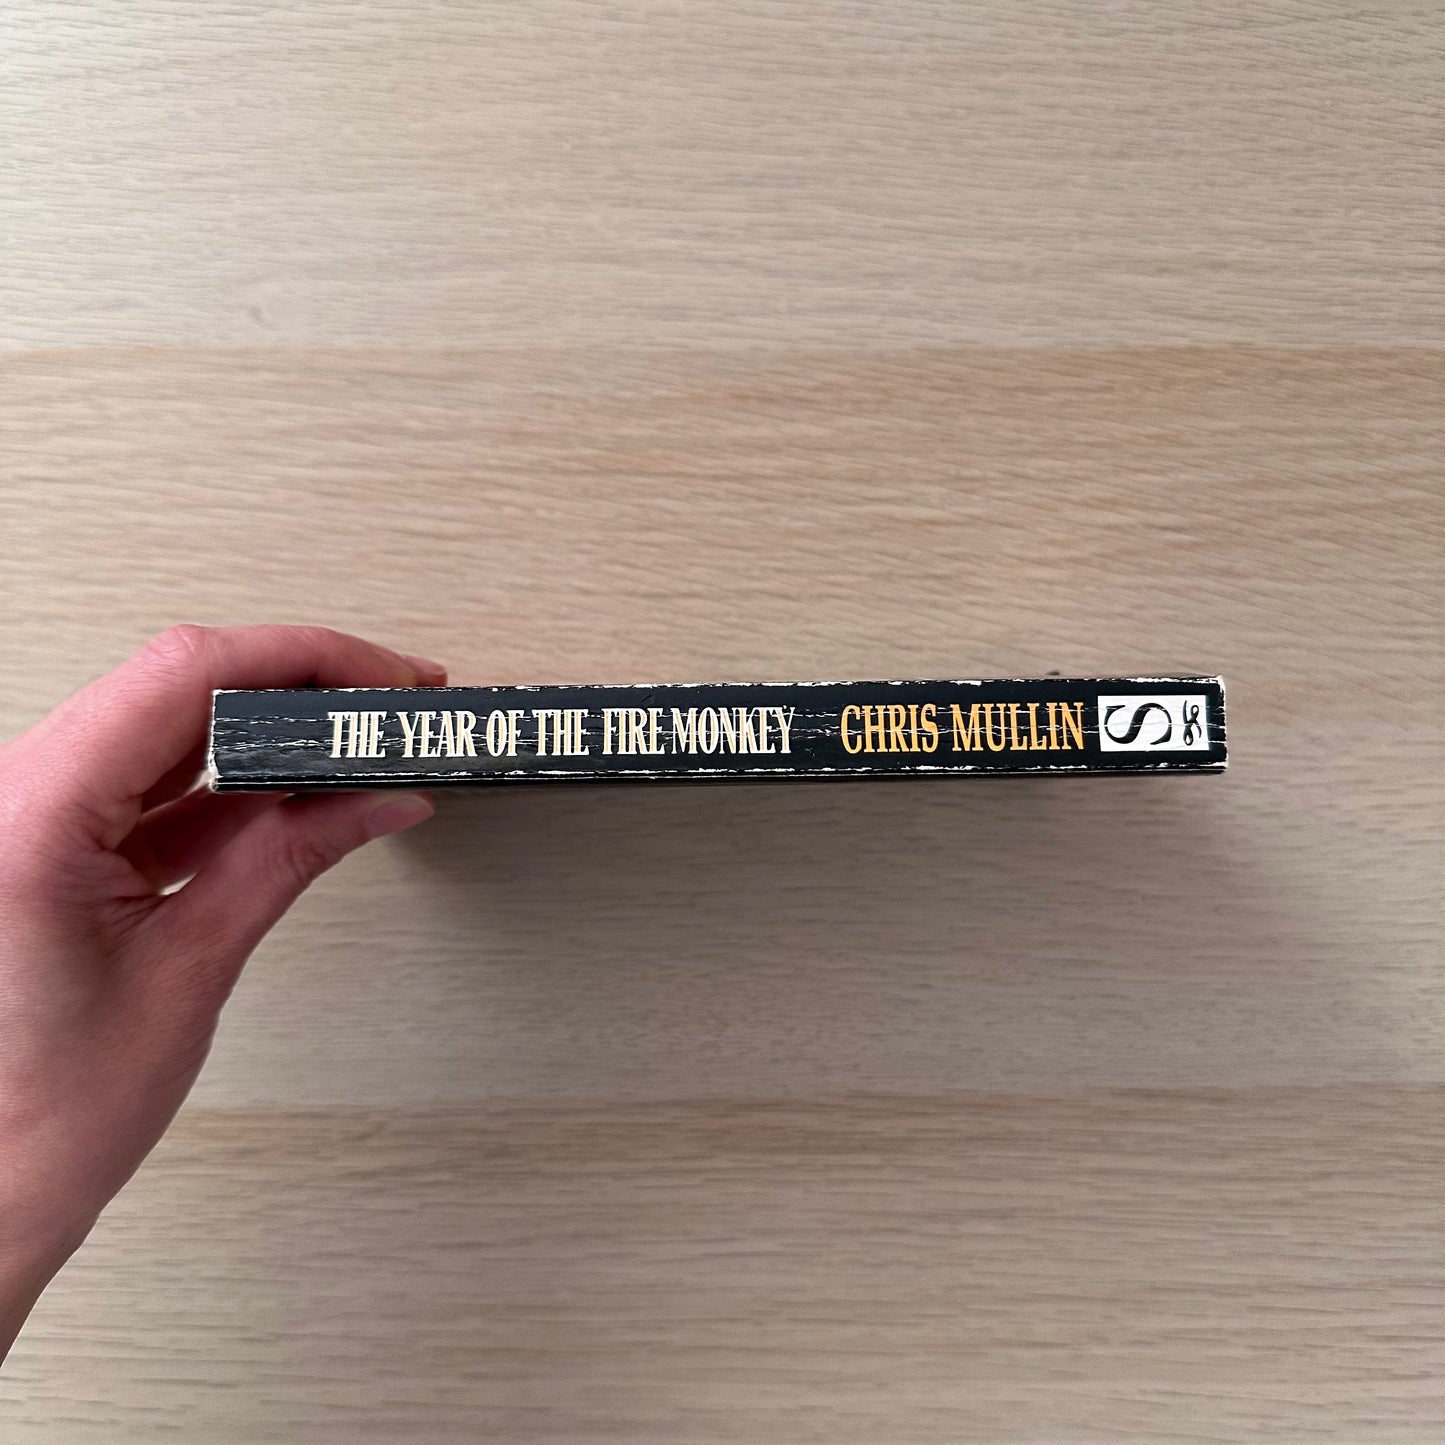 THE YEAR OF THE FIRE MONKEY CHRIS MULLIN S